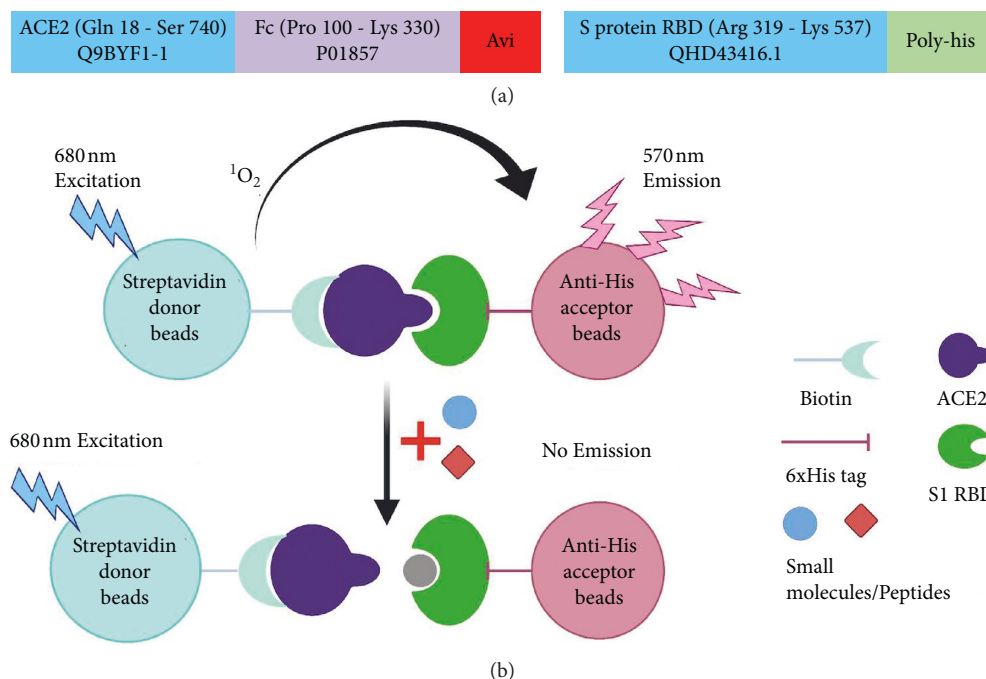 ACE2 (Gln 18 - Ser 740)
Q9BYF1-1
Fc (Pro 100 - Lys 330)
P01857
Avi
S protein RBD (Arg 319 - Lys 537)
QHD43416.1
Poly-his
(a)
680 nm
Excitation
¹O₂
570 nm
Emission
Streptavidin
donor
beads
Anti-His
acceptor
beads
Biotin
ACE2
680 nm Excitation
No Emission
6xHis tag
S1 RBD
Streptavidin
donor
beads
Anti-His
acceptor
beads
Small
molecules/Peptides
(b)